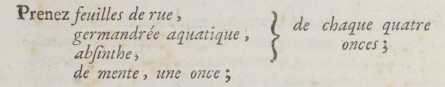 Prenez feuilles de rue,
germandrée aquatique,
abſinthe,
de chaque quatre
onces;
de mente, une once;